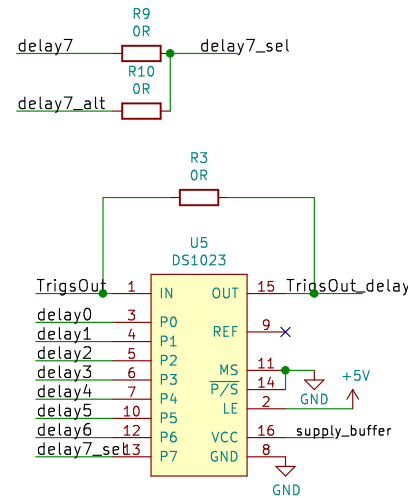 R9
0R
delay7
delay7_sel
R10
0R
delay7_alt
R3
0R
U5
DS1023
TrigsOut 1 IN OUT 15 TrigsOut_delay
delay0 3 P0
REF 9
delay1 4 P1
delay2 5 P2
MS 11
delay3 6 P3
P/S 14
GND
+5V
delay4 7 P4
LE 2
delay5 10 P5
delay6 12 P6 VCC 16 supply_buffer
delay7_sel 13 P7 GND 8
GND